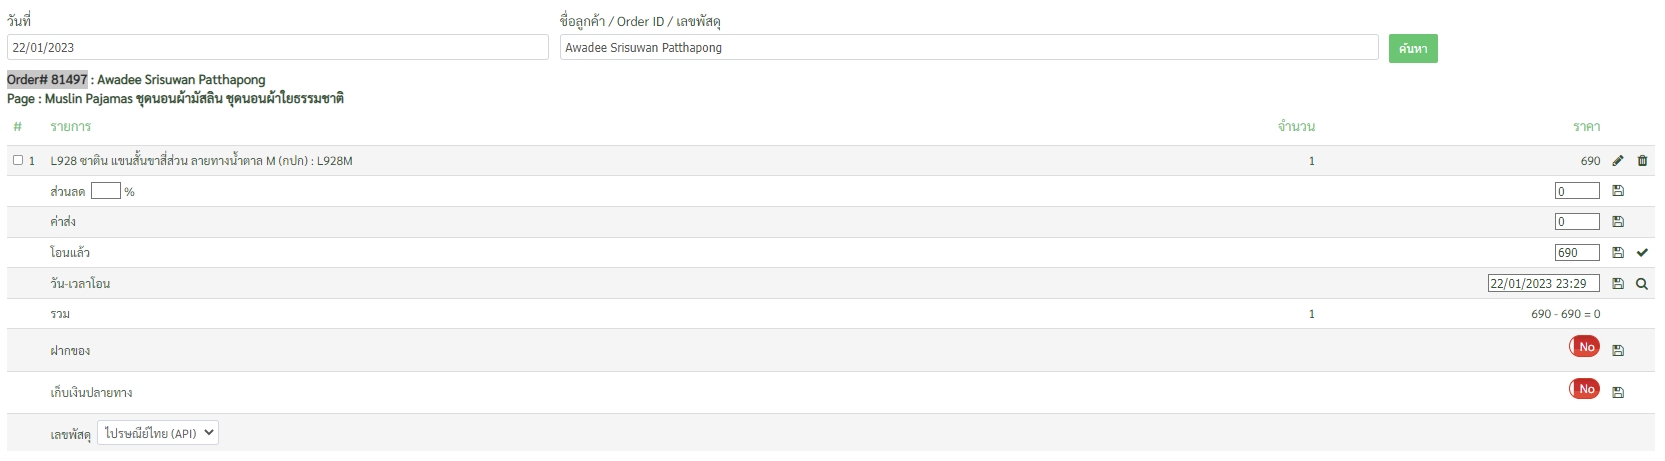 วันที่
ชื่อลูกค้า / Order ID / เลขพัสดุ
22/01/2023
Awadee Srisuwan Patthapong
ค้นหา
Order# 81497 : Awadee Srisuwan Patthapong
Page : Muslin Pajamas ชุดนอนผ้ามัสลิน ชุดนอนผ้าใยธรรมชาติ
# รายการ จำนวน ราคา
1 L928 ซาติน แขนสั้นขาสี่ส่วน ลายทางน้ำตาล M (กปก) : L928M 1 690
ส่วนลด % 0
ค่าส่ง 0
โอนแล้ว 690
วัน-เวลาโอน 22/01/2023 23:29
รวม 1 690 - 690 = 0
ฝากของ No
เก็บเงินปลายทาง No
เลขพัสดุ ไปรษณีย์ไทย (API)